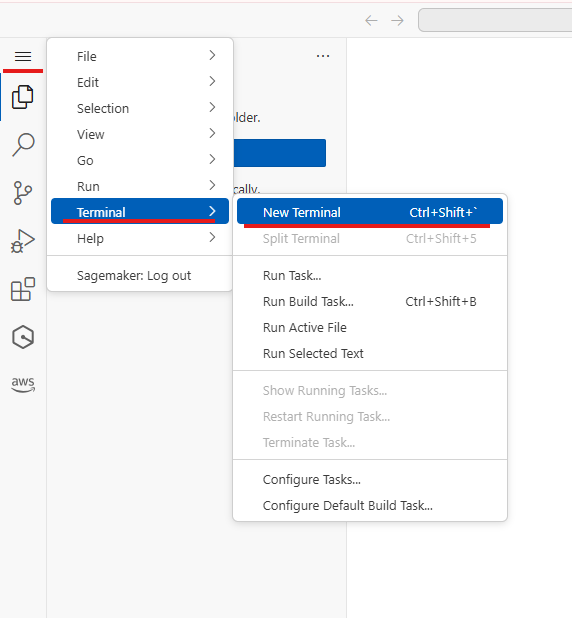 File
Edit
Selection
View
Go
Run
Terminal
Help
Sagemaker: Log out
...
lder.
cally.
New Terminal Ctrl+Shift+`
Split Terminal Ctrl+Shift+5
Run Task...
Run Build Task... Ctrl+Shift+B
Run Active File
Run Selected Text
Show Running Tasks...
Restart Running Task...
Terminate Task...
Configure Tasks...
Configure Default Build Task...
aws